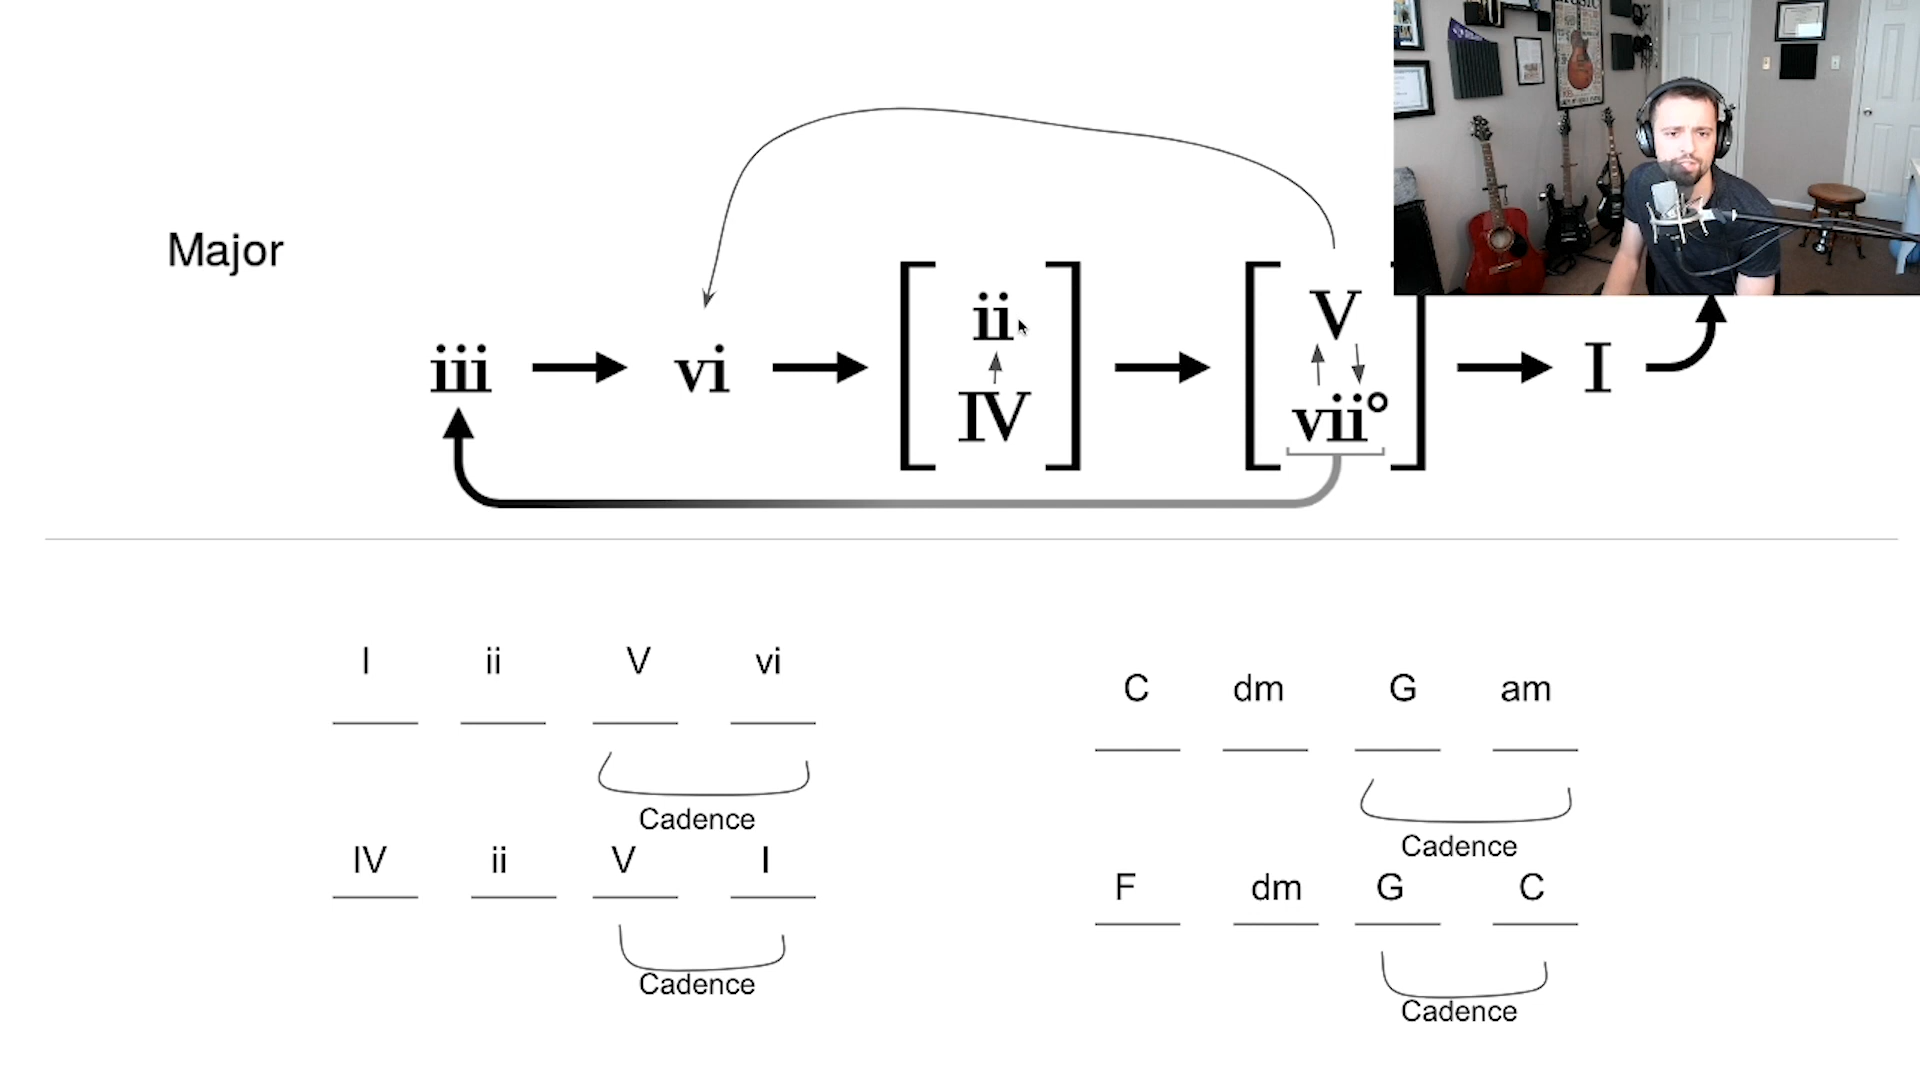 Major
iii vi ii IV V vii° I
I ii V vi
Cadence
IV ii V I
Cadence
C dm G am
Cadence
F dm G C
Cadence